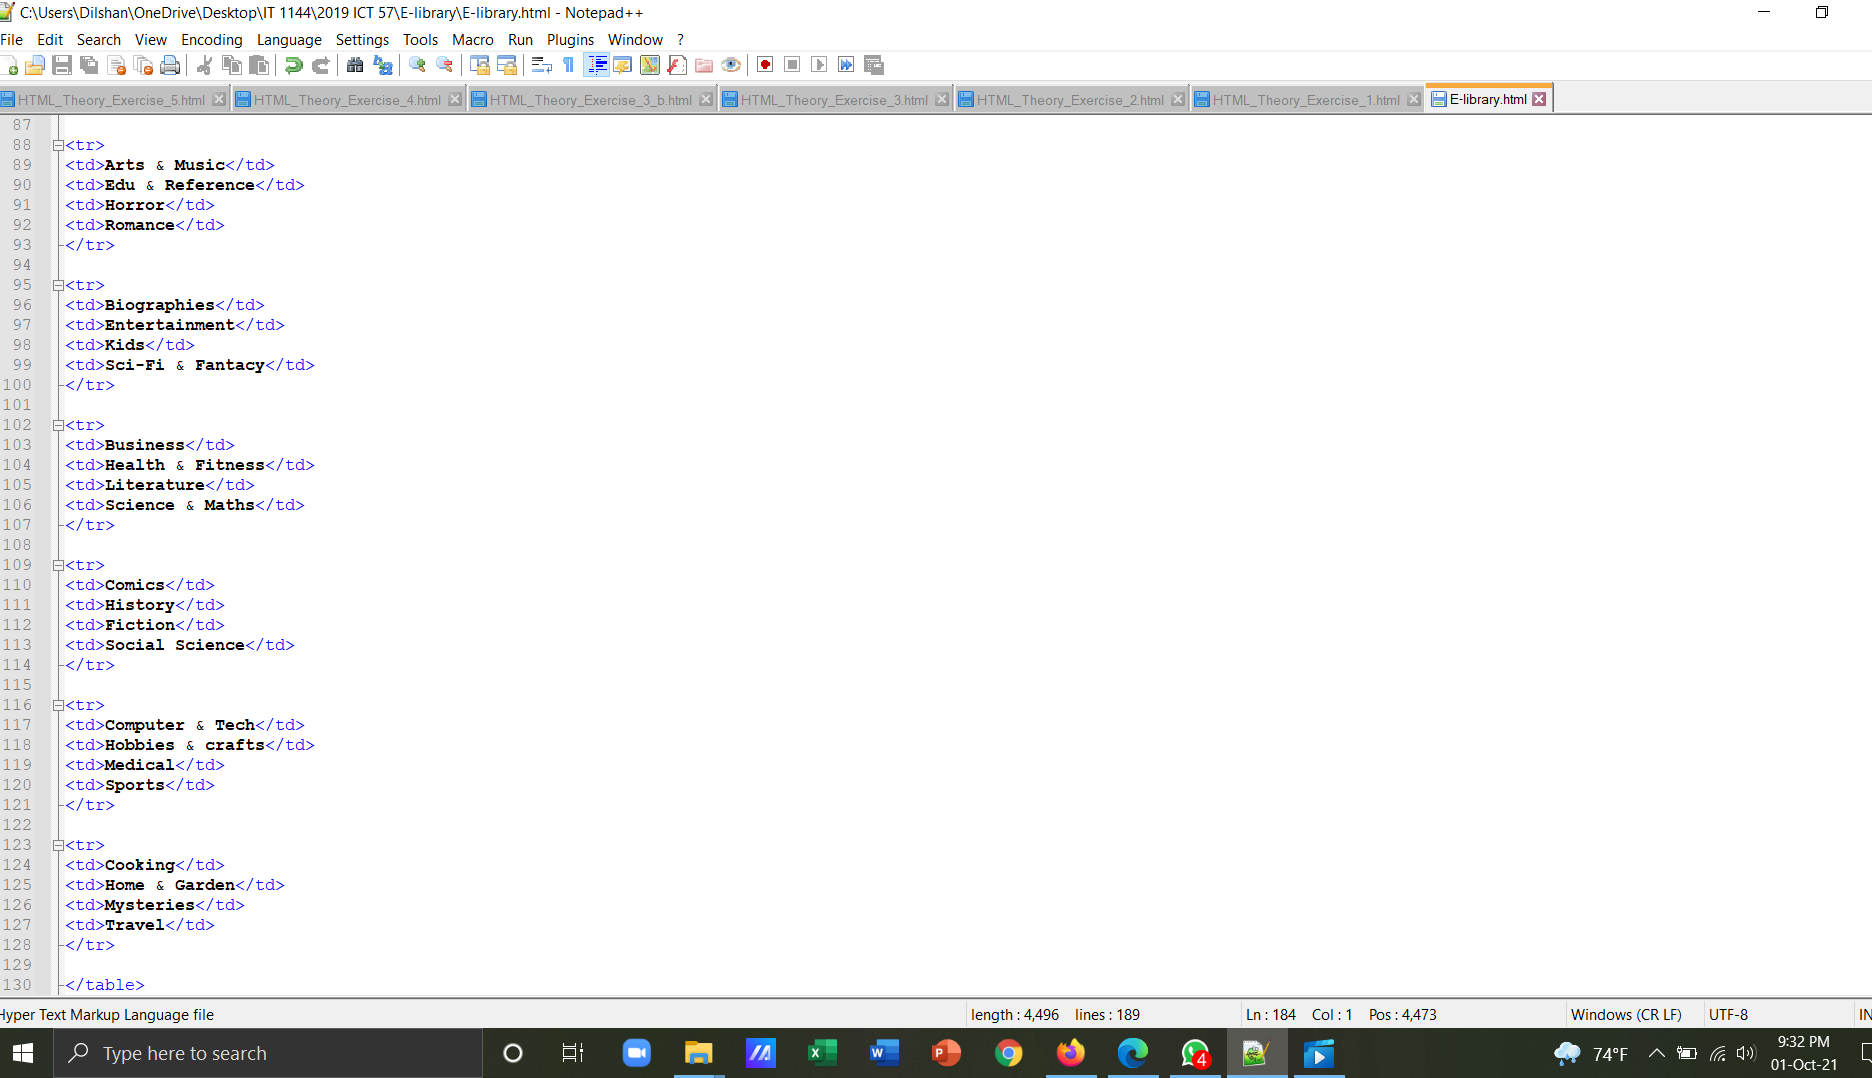 C:\Users\Dilshan\OneDrive\Desktop\IT 1144\2019 ICT 57\E-library\E-library.html - Notepad++
File Edit Search View Encoding Language Settings Tools Macro Run Plugins Window ?
HTML_Theory_Exercise_5.html HTML_Theory_Exercise_4.html HTML_Theory_Exercise_3_b.html HTML_Theory_Exercise_3.html HTML_Theory_Exercise_2.html HTML_Theory_Exercise_1.html E-library.html
87
88 <tr>
89 <td>Arts & Music</td>
90 <td>Edu & Reference</td>
91 <td>Horror</td>
92 <td>Romance</td>
93 </tr>
94
95 <tr>
96 <td>Biographies</td>
97 <td>Entertainment</td>
98 <td>Kids</td>
99 <td>Sci-Fi & Fantacy</td>
100 </tr>
101
102 <tr>
103 <td>Business</td>
104 <td>Health & Fitness</td>
105 <td>Literature</td>
106 <td>Science & Maths</td>
107 </tr>
108
109 <tr>
110 <td>Comics</td>
111 <td>History</td>
112 <td>Fiction</td>
113 <td>Social Science</td>
114 </tr>
115
116 <tr>
117 <td>Computer & Tech</td>
118 <td>Hobbies & crafts</td>
119 <td>Medical</td>
120 <td>Sports</td>
121 </tr>
122
123 <tr>
124 <td>Cooking</td>
125 <td>Home & Garden</td>
126 <td>Mysteries</td>
127 <td>Travel</td>
128 </tr>
129
130 </table>
Hyper Text Markup Language file length : 4,496 lines : 189 Ln : 184 Col : 1 Pos : 4,473 Windows (CR LF) UTF-8 IN
Type here to search 4 74°F 9:32 PM
01-Oct-21